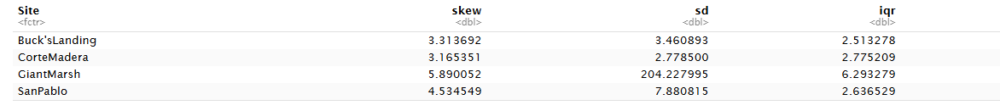 Site skew sd iqr
<fctr> <dbl> <dbl> <dbl>
Buck'sLanding 3.313692 3.460893 2.513278
CorteMadera 3.165351 2.778500 2.775209
GiantMarsh 5.890052 204.227995 6.293279
SanPablo 4.534549 7.880815 2.636529